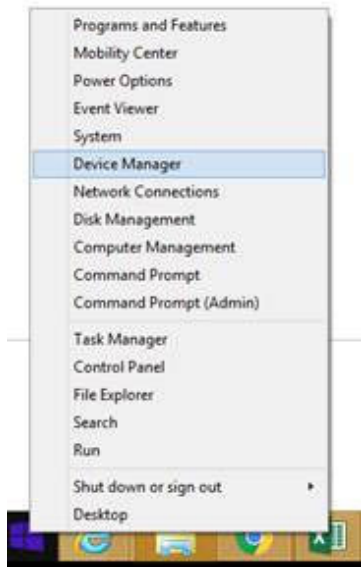 Programs and Features
Mobility Center
Power Options
Event Viewer
System
Device Manager
Network Connections
Disk Management
Computer Management
Command Prompt
Command Prompt (Admin)
Task Manager
Control Panel
File Explorer
Search
Run
Shut down or sign out
Desktop